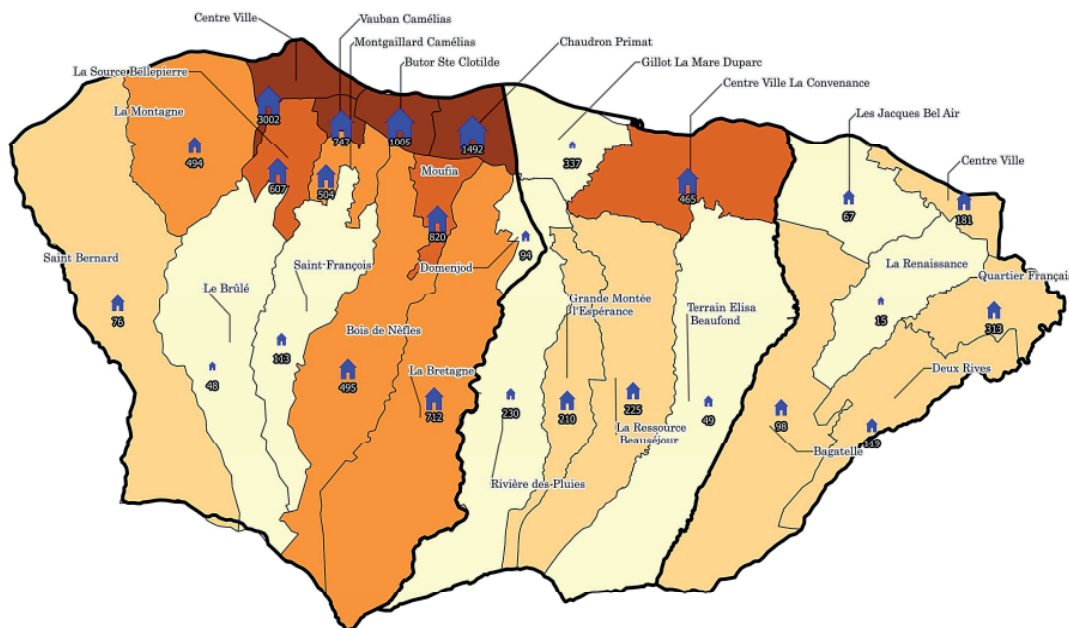 Centre Ville
Vauban Camélias
Montgaillard Camélias
Chaudron Primat
Butor Ste Clotilde
Gillot La Mare Duparc
La Source Bellepierre
Centre Ville La Convenance
La Montagne
Les Jacques Bel Air
3002
747
1005
1492
494
337
Centre Ville
Moufia
607
504
465
67
181
820
94
Saint Bernard
Saint-François
Domenjod
La Renaissance
Quartier Français
Le Brûlé
Grande Montée
l'Espérance
Terrain Elisa
Beaufond
76
15
313
Bois de Nèfles
113
48
495
La Bretagne
Deux Rives
230
225
210
49
712
98
La Ressource
Beauséjour
119
Bagatelle
Rivière des Pluies